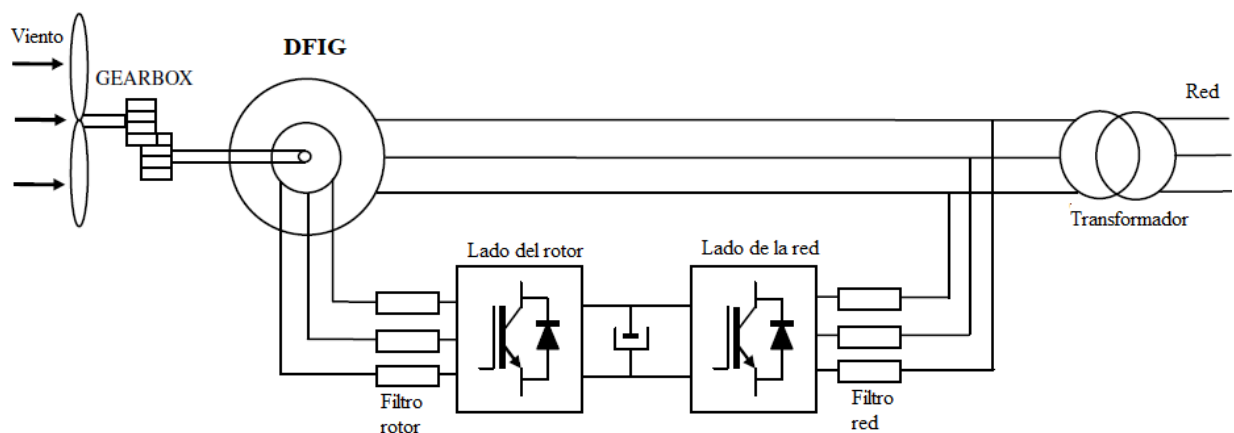 Viento
DFIG
GEARBOX
Red
Transformador
Lado del rotor
Lado de la red
Filtro
rotor
Filtro
red